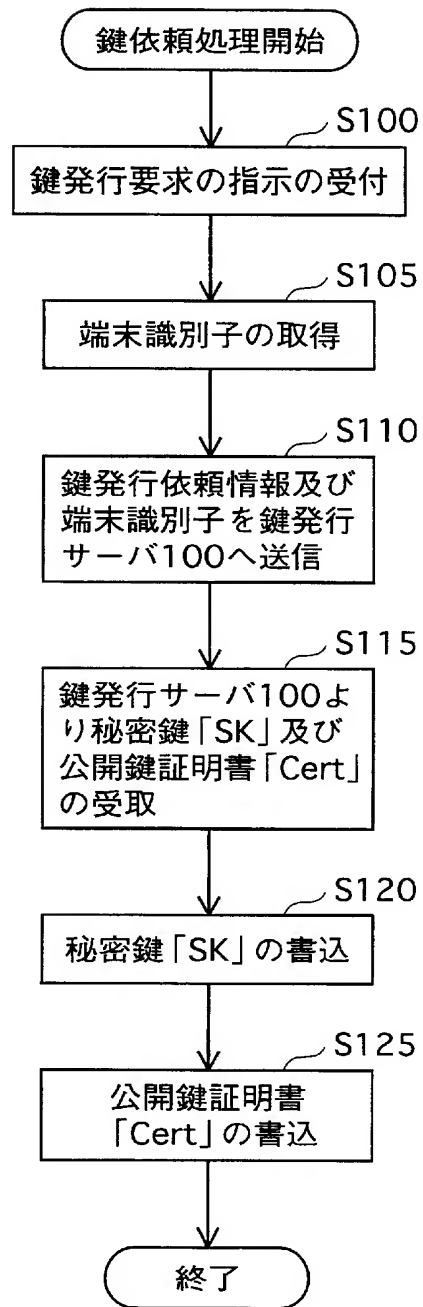 鍵依頼処理開始
S100
鍵発行要求の指示の受付
S105
端末識別子の取得
S110
鍵発行依頼情報及び
端末識別子を鍵発行
サーバ100へ送信
S115
鍵発行サーバ100よ
り秘密鍵「SK」及び
公開鍵証明書「Cert」
の受取
S120
秘密鍵「SK」の書込
S125
公開鍵証明書
「Cert」の書込
終了